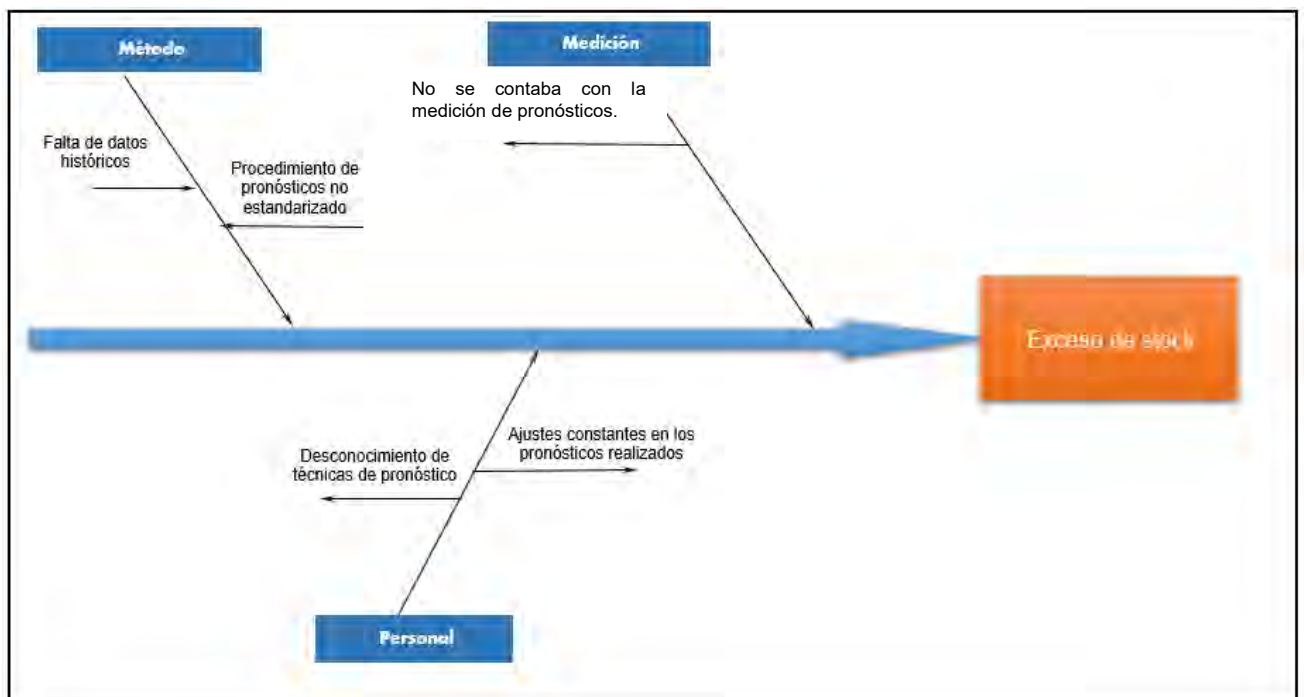 Método
Medición
No se contaba con la
medición de pronósticos.
Falta de datos
históricos
Procedimiento de
pronósticos no
estandarizado
Exceso de stock
Desconocimiento de
técnicas de pronóstico
Ajustes constantes en los
pronósticos realizados
Personal